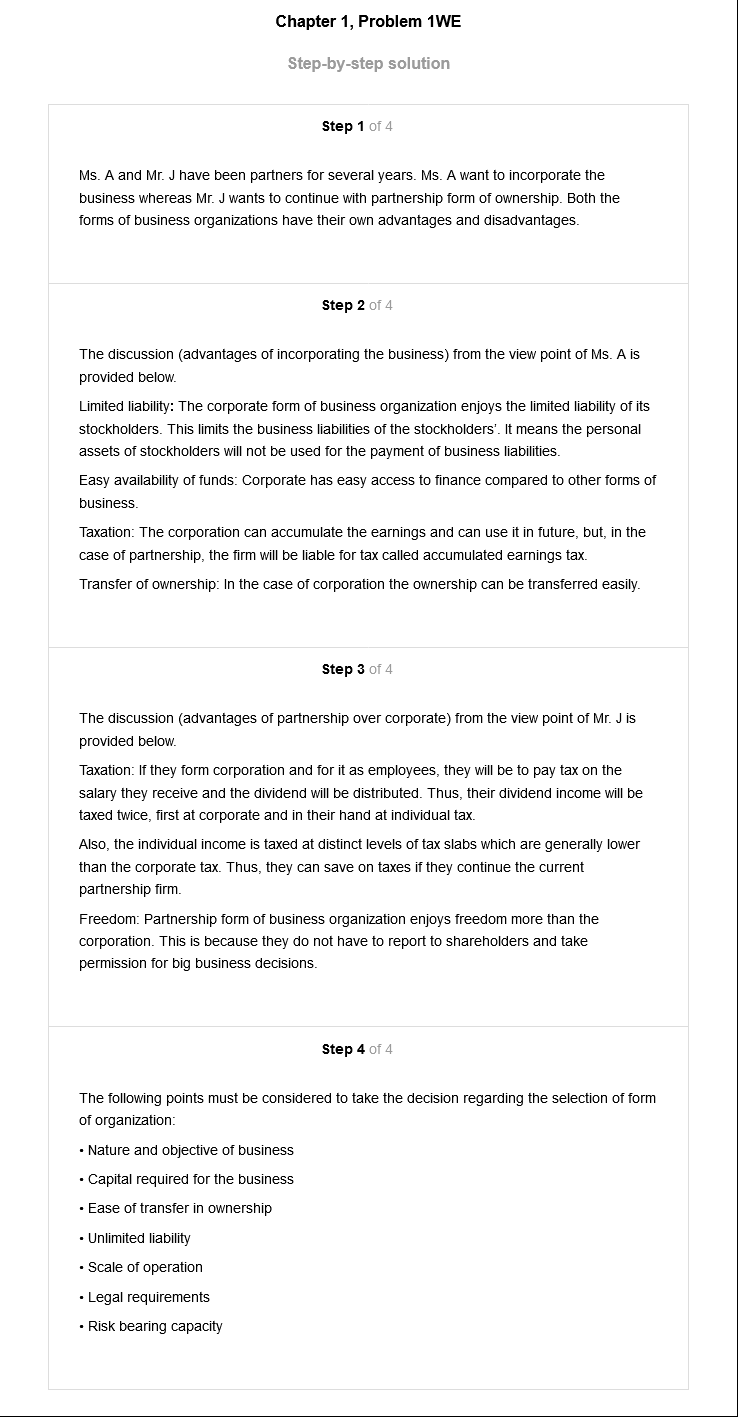 Chapter 1, Problem 1WE
Step-by-step solution
Step 1 of 4
Ms. A and Mr. J have been partners for several years. Ms. A want to incorporate the
business whereas Mr. J wants to continue with partnership form of ownership. Both the
forms of business organizations have their own advantages and disadvantages.
Step 2 of 4
The discussion (advantages of incorporating the business) from the view point of Ms. A is
provided below.
Limited liability: The corporate form of business organization enjoys the limited liability of its
stockholders. This limits the business liabilities of the stockholders'. It means the personal
assets of stockholders will not be used for the payment of business liabilities.
Easy availability of funds: Corporate has easy access to finance compared to other forms of
business.
Taxation: The corporation can accumulate the earnings and can use it in future, but, in the
case of partnership, the firm will be liable for tax called accumulated earnings tax.
Transfer of ownership: In the case of corporation the ownership can be transferred easily.
Step 3 of 4
The discussion (advantages of partnership over corporate) from the view point of Mr. J is
provided below.
Taxation: If they form corporation and for it as employees, they will be to pay tax on the
salary they receive and the dividend will be distributed. Thus, their dividend income will be
taxed twice, first at corporate and in their hand at individual tax.
Also, the individual income is taxed at distinct levels of tax slabs which are generally lower
than the corporate tax. Thus, they can save on taxes if they continue the current
partnership firm.
Freedom: Partnership form of business organization enjoys freedom more than the
corporation. This is because they do not have to report to shareholders and take
permission for big business decisions.
Step 4 of 4
The following points must be considered to take the decision regarding the selection of form
of organization:
• Nature and objective of business
• Capital required for the business
• Ease of transfer in ownership
• Unlimited liability
• Scale of operation
• Legal requirements
• Risk bearing capacity